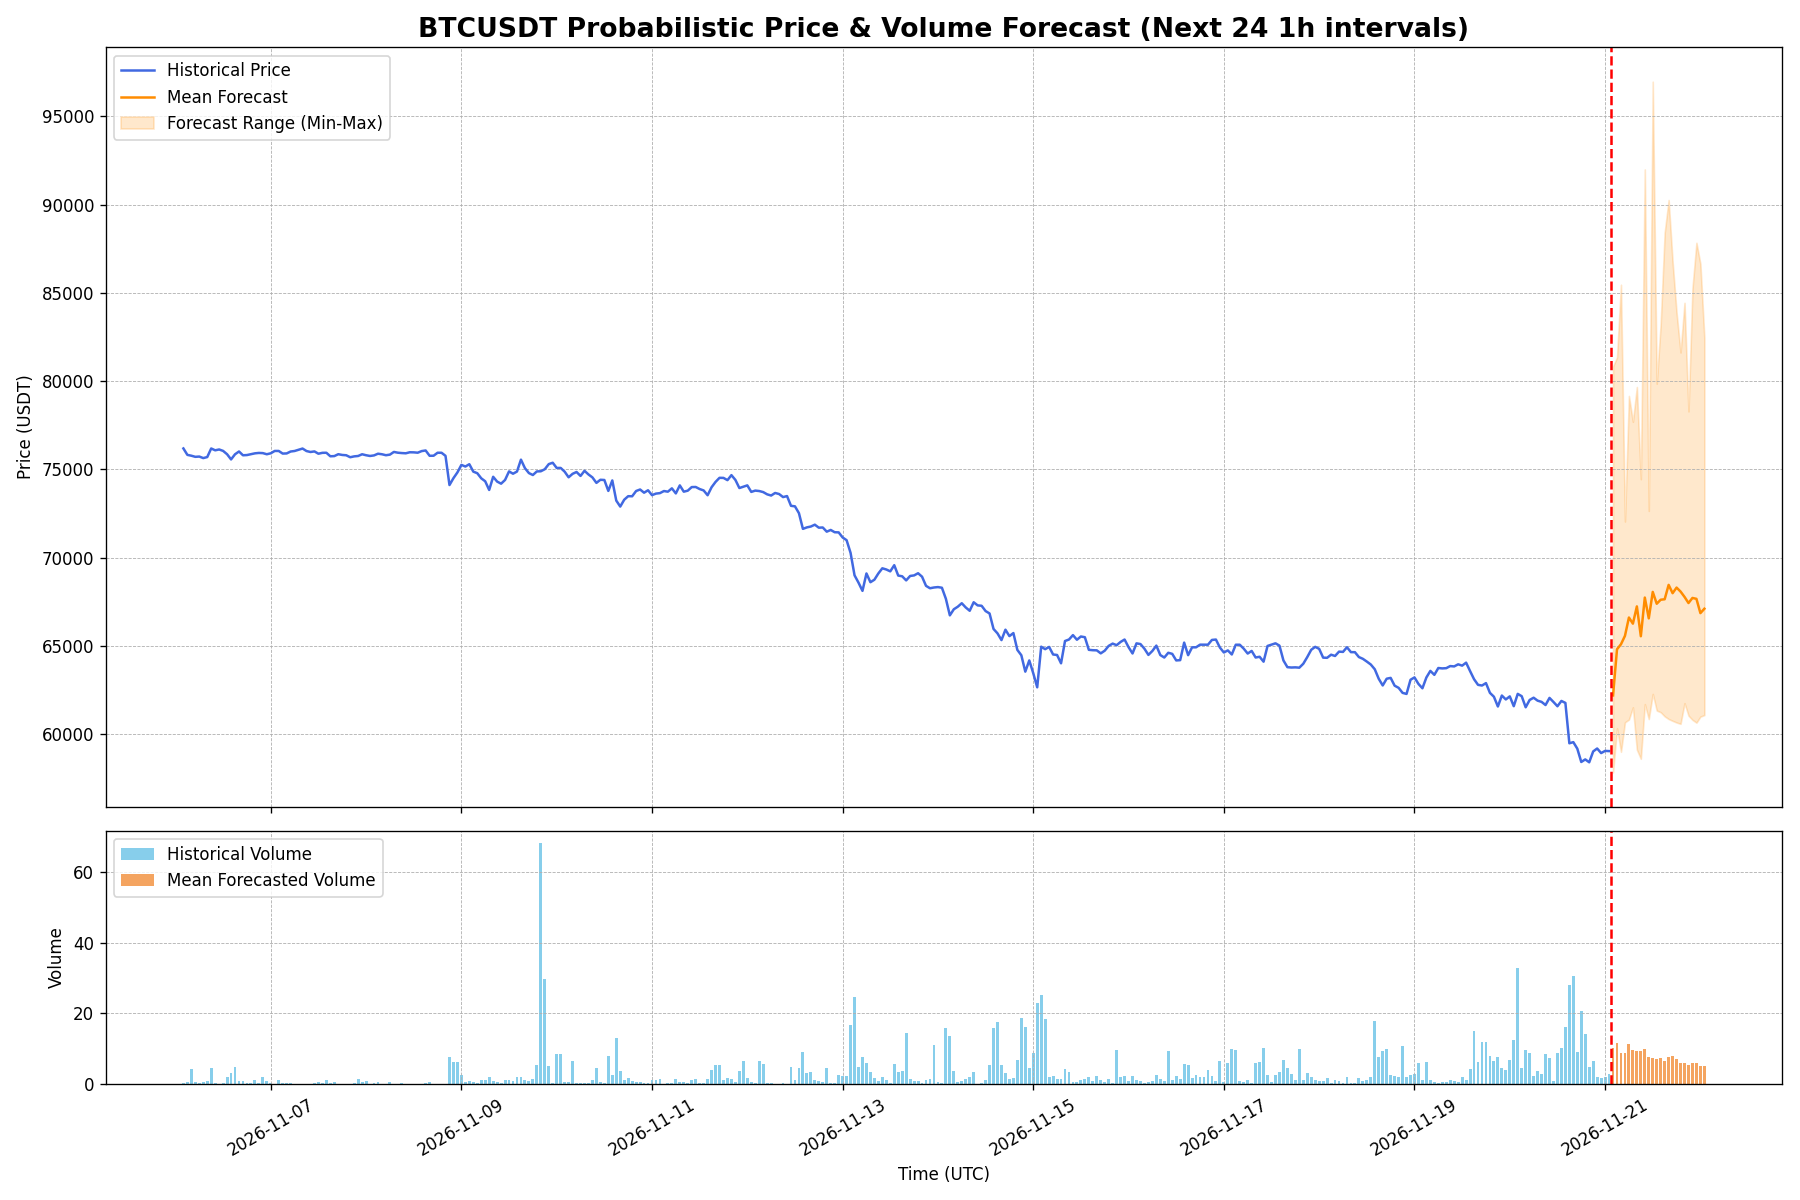 BTCUSDT Probabilistic Price & Volume Forecast (Next 24 1h intervals)
Historical Price
Mean Forecast
Forecast Range (Min-Max)
95000
90000
85000
80000
75000
70000
65000
60000
Price (USDT)
Historical Volume
Mean Forecasted Volume
60
40
20
0
Volume
2026-11-07
2026-11-09
2026-11-11
2026-11-13
2026-11-15
2026-11-17
2026-11-19
2026-11-21
Time (UTC)